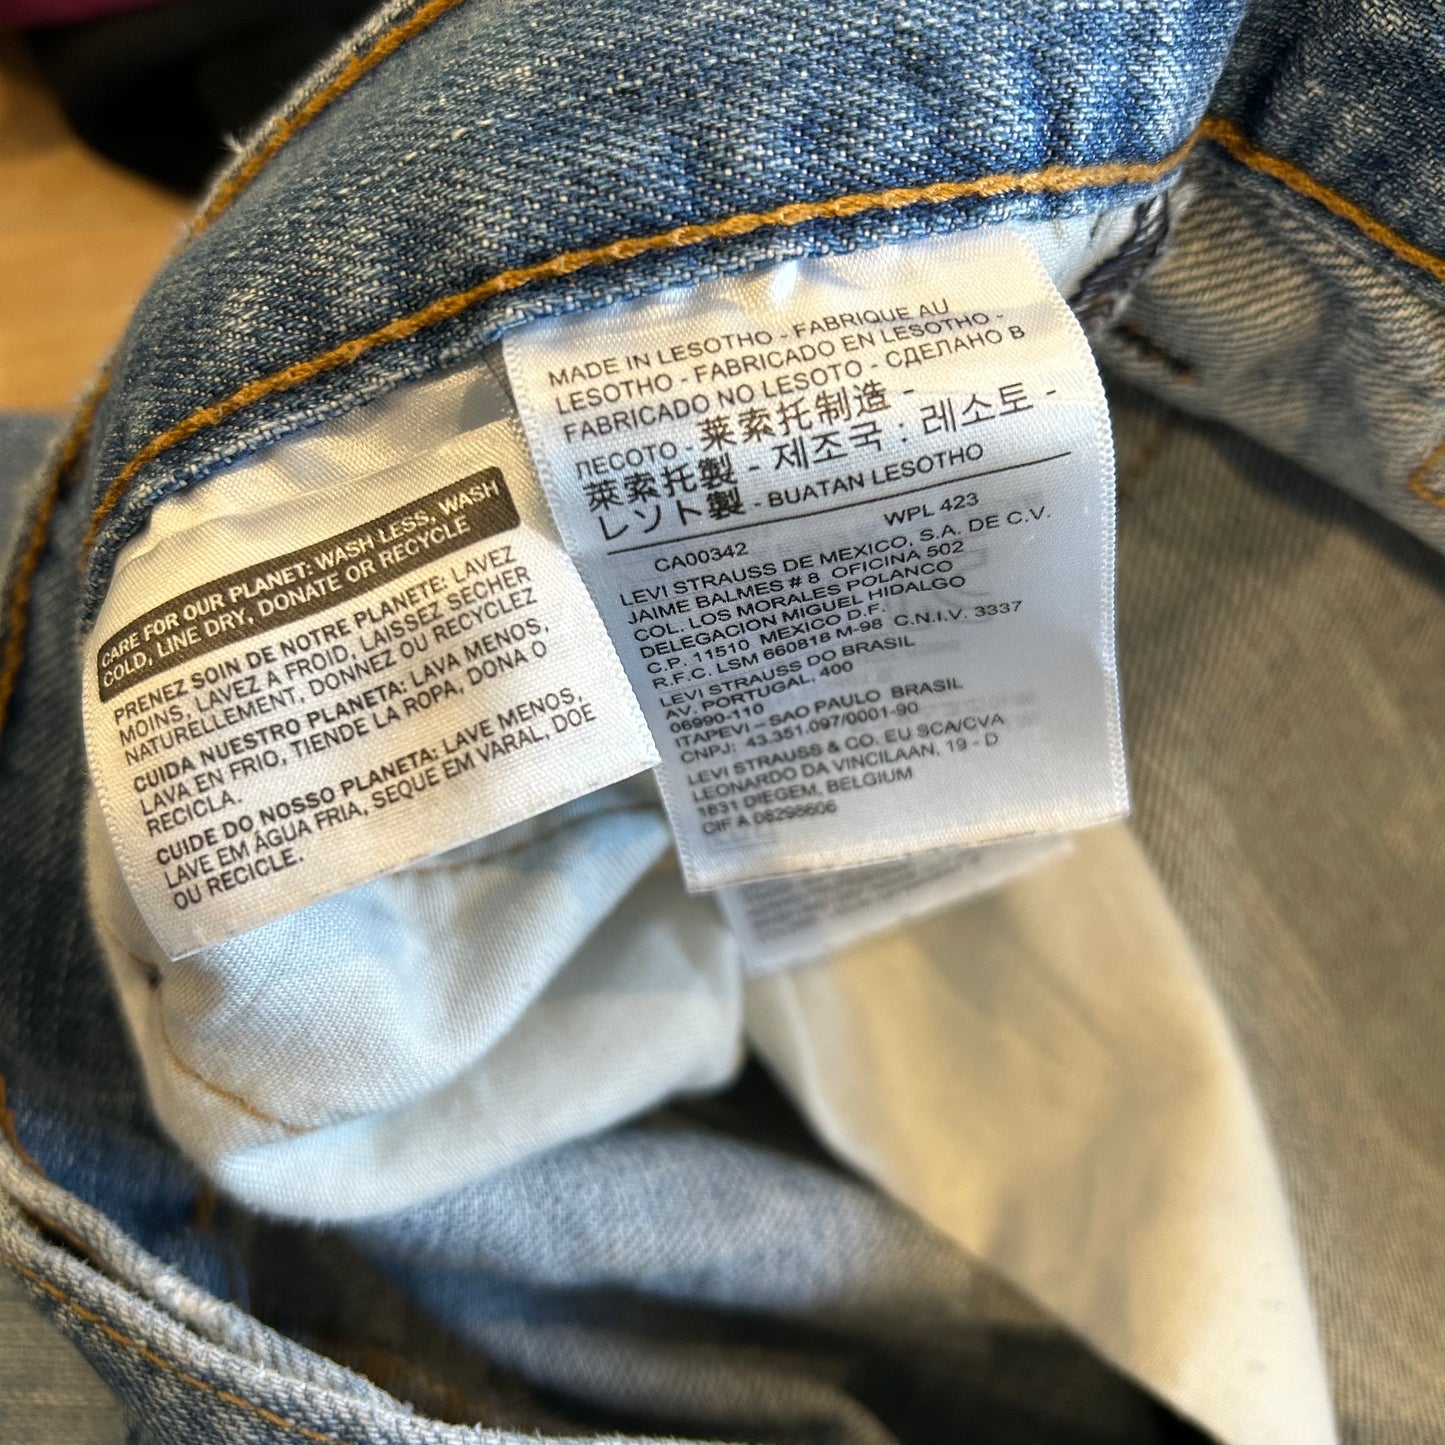 CARE FOR OUR PLANET: WASH LESS, WASH
COLD, LINE DRY, DONATE OR RECYCLE
PRENEZ SOIN DE NOTRE PLANETE: LAVEZ
MOINS, LAVEZ A FROID, LAISSEZ SECHER
NATURELLEMENT, DONNEZ OU RECYCLEZ
CUIDA NUESTRO PLANETA: LAVA MENOS,
LAVA EN FRIO, TIENDE LA ROPA, DONA O
RECICLA.
CUIDE DO NOSSO PLANETA: LAVE MENOS,
LAVE EM ÁGUA FRIA, SEQUE EM VARAL, DOE
OU RECICLE.
MADE IN LESOTHO - FABRIQUE AU
LESOTHO - FABRICADO EN LESOTHO -
FABRICADO NO LESOTO - СДЕЛАНО В
ЛЕСОТО - 莱索托制造 -
萊索托製 - 제조국 : 레소토 -
レソト製 - BUATAN LESOTHO
CA00342 WPL 423
LEVI STRAUSS DE MEXICO, S.A. DE C.V.
JAIME BALMES # 8 OFICINA 502
COL. LOS MORALES POLANCO
DELEGACION MIGUEL HIDALGO
C.P. 11510 MEXICO D.F.
R.F.C. LSM 660818 M-98 C.N.I.V. 3337
LEVI STRAUSS DO BRASIL
AV. PORTUGAL, 400
06990-110
ITAPEVI – SAO PAULO BRASIL
CNPJ: 43.351.097/0001-90
LEVI STRAUSS & CO. EU SCA/CVA
LEONARDO DA VINCILAAN, 19 - D
1831 DIEGEM, BELGIUM
CIF A 08298606